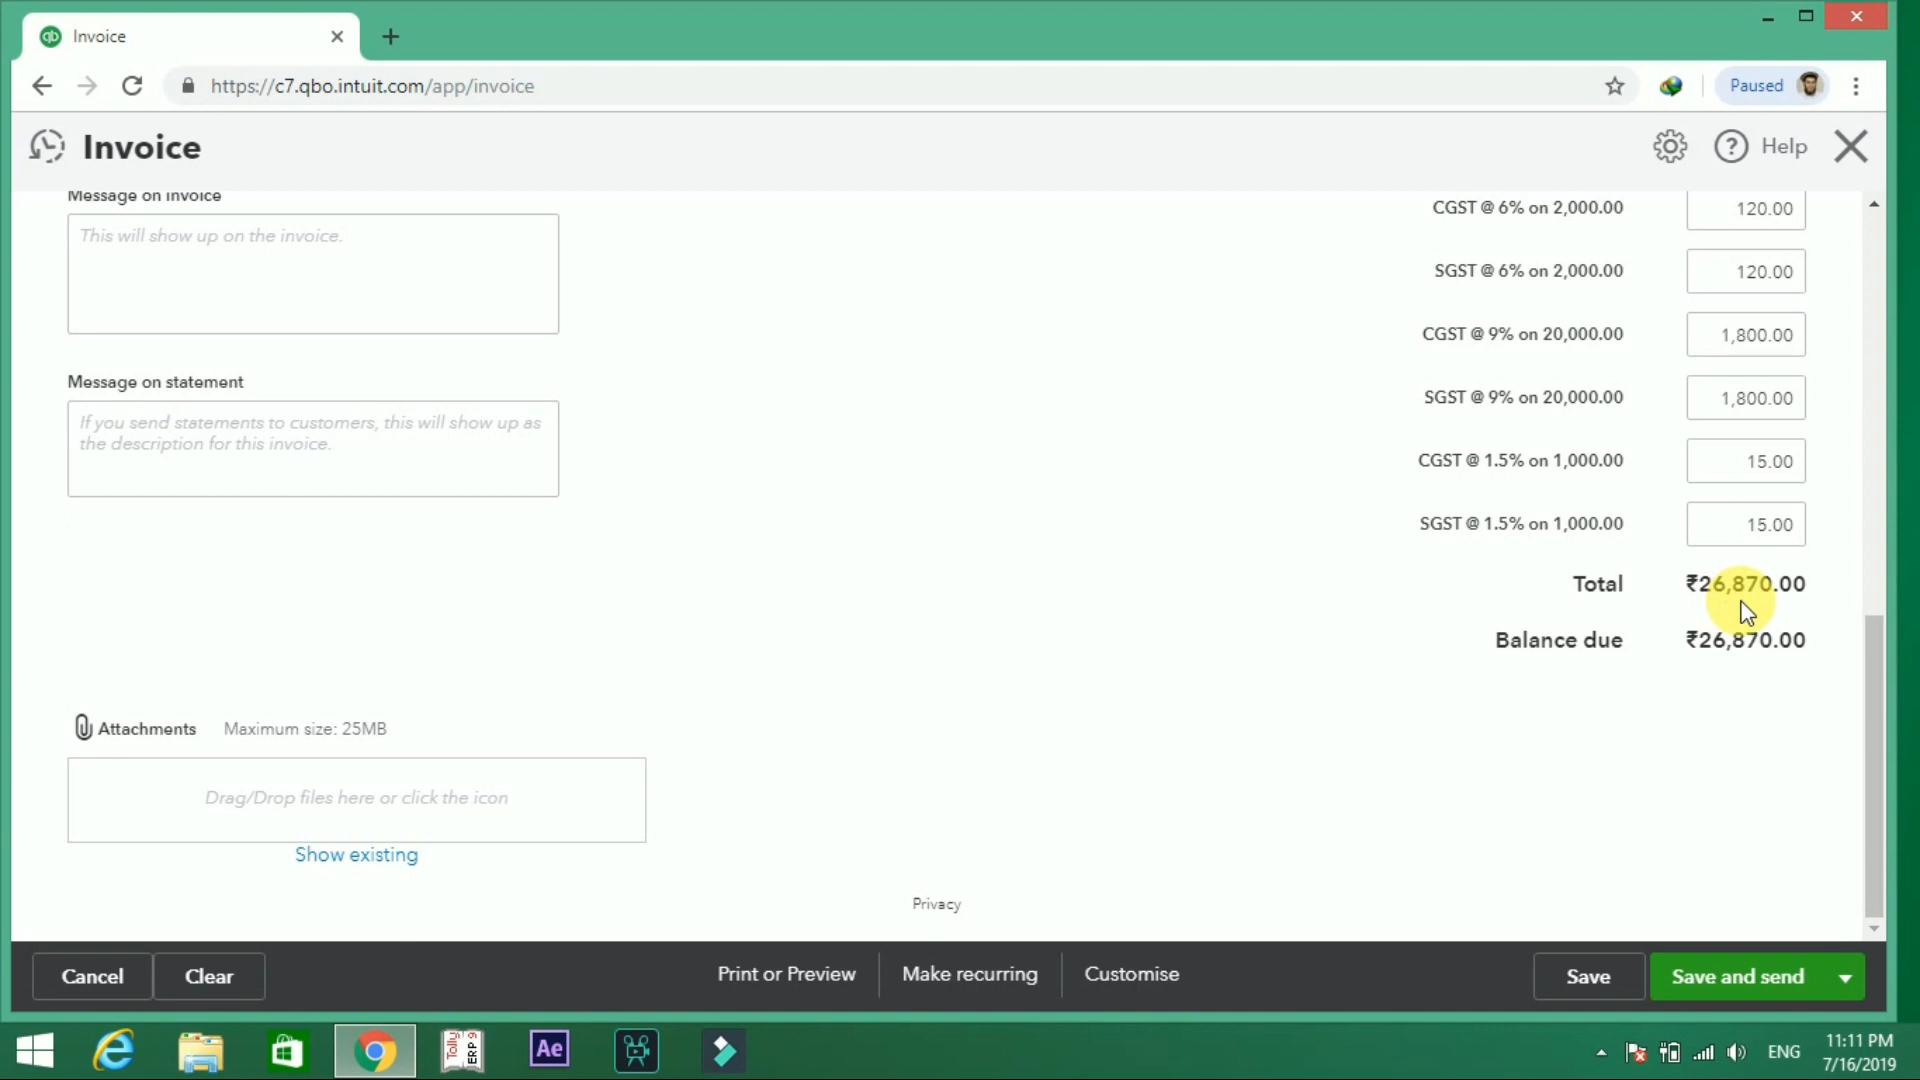 Invoice
https://c7.qbo.intuit.com/app/invoice
Paused
Invoice
Help
Message on invoice
This will show up on the invoice.
Message on statement
If you send statements to customers, this will show up as
the description for this invoice.
CGST @ 6% on 2,000.00 120.00
SGST @ 6% on 2,000.00 120.00
CGST @ 9% on 20,000.00 1,800.00
SGST @ 9% on 20,000.00 1,800.00
CGST @ 1.5% on 1,000.00 15.00
SGST @ 1.5% on 1,000.00 15.00
Total ₹26,870.00
Balance due ₹26,870.00
Attachments Maximum size: 25MB
Drag/Drop files here or click the icon
Show existing
Privacy
Cancel Clear Print or Preview Make recurring Customise Save Save and send
qb
Tally ERP 9
Ae
ENG
11:11 PM
7/16/2019